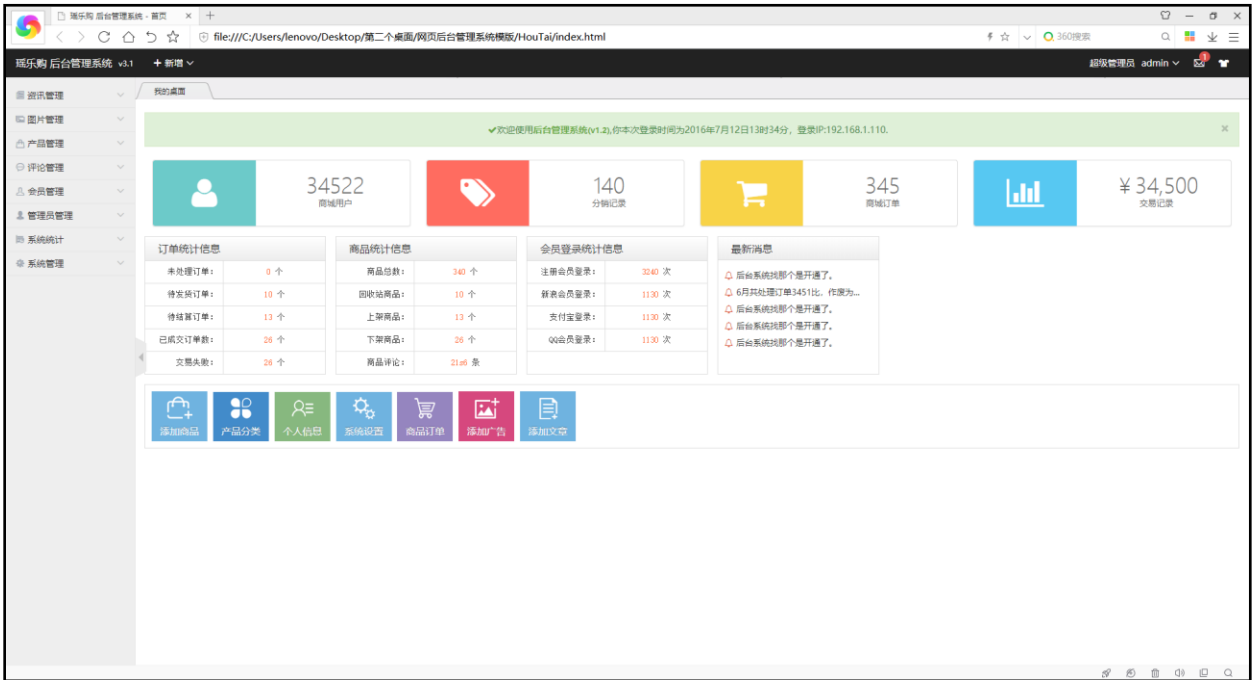 瑶乐购 后台管理系统 - 首页
file:///C:/Users/lenovo/Desktop/第二个桌面/网页后台管理系统模版/HouTai/index.html
360搜索
瑶乐购 后台管理系统 v3.1 + 新增 超级管理员 admin 1
资讯管理
图片管理
产品管理
评论管理
会员管理
管理员管理
系统统计
系统管理
我的桌面
欢迎使用后台管理系统(v1.2),你本次登录时间为2016年7月12日13时34分，登录IP:192.168.1.110.
34522
商城用户
140
分销记录
345
商城订单
¥ 34,500
交易记录
订单统计信息
未处理订单： 0 个
待发货订单： 10 个
待结算订单： 13 个
已成交订单数： 26 个
交易失败： 26 个
商品统计信息
商品总数： 340 个
回收站商品： 10 个
上架商品： 13 个
下架商品： 26 个
商品评论： 21s6 条
会员登录统计信息
注册会员登录： 3240 次
新浪会员登录： 1130 次
支付宝登录： 1130 次
QQ会员登录： 1130 次
最新消息
后台系统找那个是开通了。
6月共处理订单3451比，作废为...
后台系统找那个是开通了。
后台系统找那个是开通了。
后台系统找那个是开通了。
添加商品
产品分类
个人信息
系统设置
商品订单
添加广告
添加文章